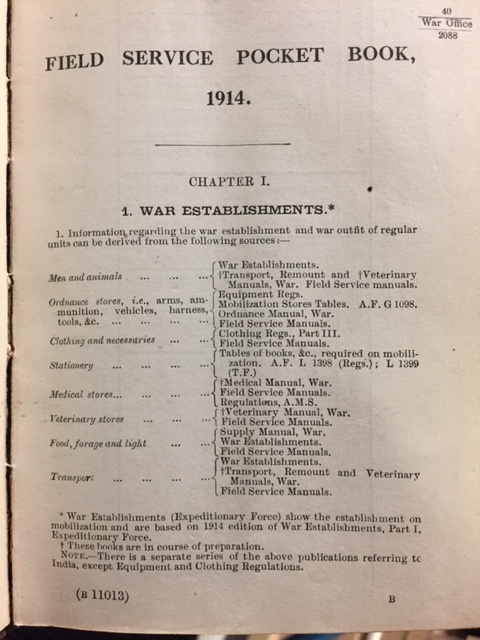 40
War Office
2088
FIELD SERVICE POCKET BOOK,
1914.
CHAPTER I.
1. WAR ESTABLISHMENTS.*
1. Information regarding the war establishment and war outfit of regular
units can be derived from the following sources :—
Men and animals ... ... ...
War Establishments.
†Transport, Remount and †Veterinary
Manuals, War. Field Service manuals.
Ordnance stores, i.e., arms, am-
munition, vehicles, harness,
tools, &c. ... ... ... ...
Equipment Regs.
Mobilization Stores Tables. A.F. G 1098.
Ordnance Manual, War.
Field Service Manuals.
Clothing and necessaries ... ...
Clothing Regs., Part III.
Field Service Manuals.
Stationery ... ... ... ...
Tables of books, &c., required on mobili-
zation. A.F. L 1398 (Regs.); L 1399
(T.F.)
Medical stores... ... ... ...
†Medical Manual, War.
Field Service Manuals.
Regulations, A.M.S.
Veterinary stores ... ... ...
†Veterinary Manual, War.
Field Service Manuals.
Food, forage and light ... ...
Supply Manual, War.
War Establishments.
Field Service Manuals.
Transport ... ... ... ...
War Establishments.
†Transport, Remount and Veterinary
Manuals, War.
Field Service Manuals.
* War Establishments (Expeditionary Force) show the establishment on
mobilization and are based on 1914 edition of War Establishments, Part I,
Expeditionary Force.
† These books are in course of preparation.
NOTE.—There is a separate series of the above publications referring to
India, except Equipment and Clothing Regulations.
(B 11013)
B